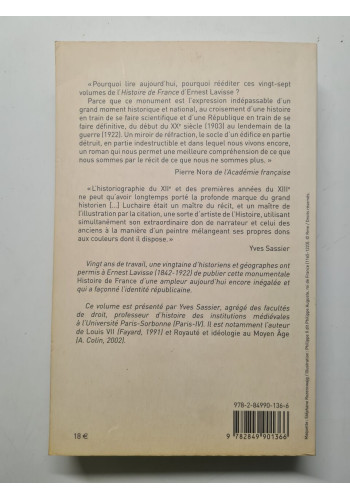 « Pourquoi lire aujourd'hui, pourquoi rééditer ces vingt-sept
volumes de l'Histoire de France d'Ernest Lavisse ?
Parce que ce monument est l'expression indépassable d'un
grand moment historique et national, au croisement d'une histoire
en train de se faire scientifique et d'une République en train de
se faire définitive, du début du XXe siècle (1903) au lendemain de la
guerre (1922). Un miroir de réfraction, le socle d'un édifice en partie
détruit, en partie indestructible et dans lequel nous vivons encore,
un roman qui nous permet une meilleure compréhension de ce que
nous sommes par le récit de ce que nous ne sommes plus. »
Pierre Nora de l'Académie française
« L'historiographie du XIIe et des premières années du XIIIe
ne peut avoir longtemps porté la profonde marque du grand
historien [...] Luchaire était un maître du récit, et un maître de
l'illustration par la citation, une sorte d'artiste de l'Histoire, utilisant
simultanément son extraordinaire don de narrateur et celui des
anciens à la manière d'un peintre mélangeant ses propres dons
aux couleurs dont il dispose. »
Yves Sassier
Vingt ans de travail, une vingtaine d'historiens et géographes ont
permis à Ernest Lavisse (1842-1922) de publier cette monumentale
Histoire de France d'une ampleur aujourd'hui encore inégalée et
qui a façonné l'identité républicaine.
Ce volume est présenté par Yves Sassier, agrégé des facultés
de droit, professeur d'histoire des institutions médiévales
à l'Université Paris-Sorbonne (Paris-IV). Il est notamment l'auteur
de Louis VII (Fayard, 1991) et Royauté et idéologie au Moyen Âge
(A. Colin, 2002).
978-2-84990-136-6
9 782849 901366
18 €